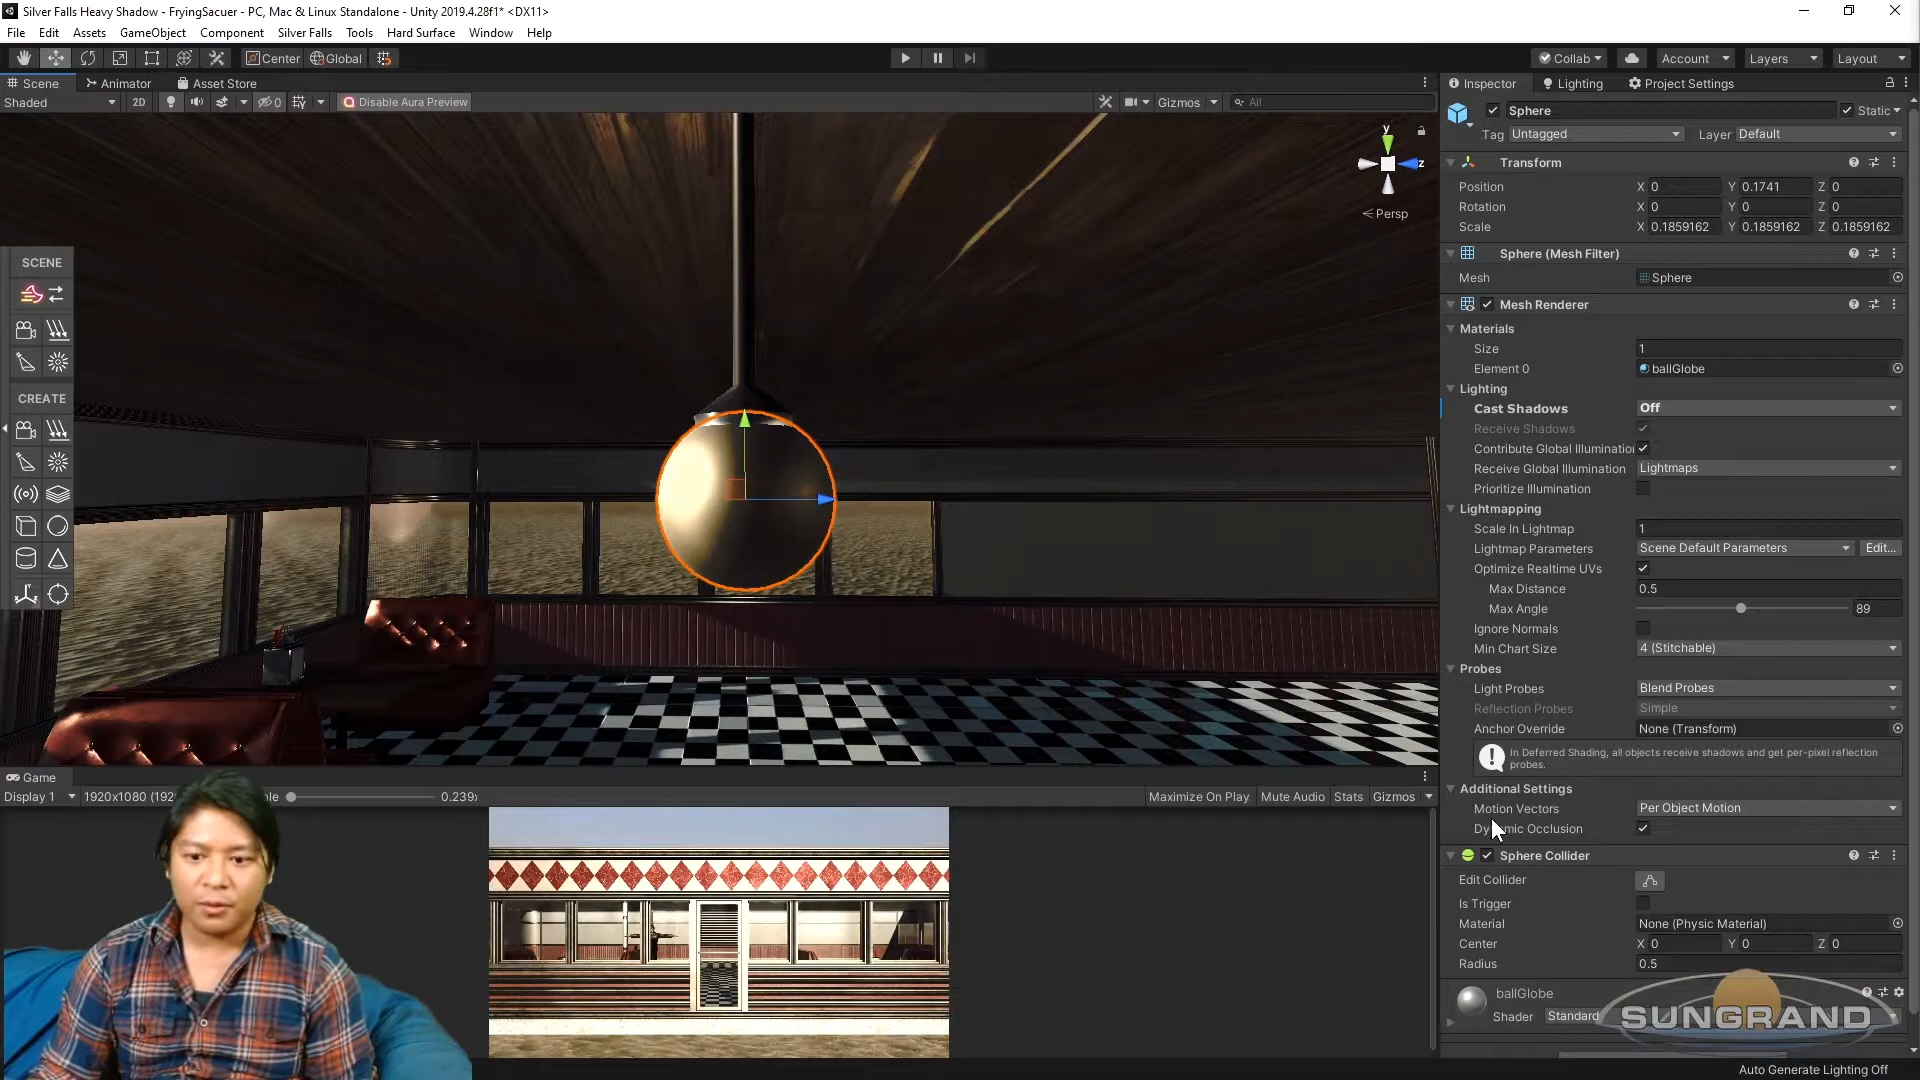 Silver Falls Heavy Shadow - FryingSacuer - PC, Mac & Linux Standalone - Unity 2019.4.28f1* <DX11>
File Edit Assets GameObject Component Silver Falls Tools Hard Surface Window Help
Center Global Collab Account Layers Layout
Scene Animator Asset Store
Shaded 2D 0 Disable Aura Preview Gizmos All
y
z
Persp
SCENE
CREATE
Inspector Lighting Project Settings
Sphere Static
Tag Untagged Layer Default
Transform
Position X 0 Y 0.1741 Z 0
Rotation X 0 Y 0 Z 0
Scale X 0.1859162 Y 0.1859162 Z 0.1859162
Sphere (Mesh Filter)
Mesh Sphere
Mesh Renderer
Materials
Size 1
Element 0 ballGlobe
Lighting
Cast Shadows Off
Receive Shadows
Contribute Global Illumination
Receive Global Illumination Lightmaps
Prioritize Illumination
Lightmapping
Scale In Lightmap 1
Lightmap Parameters Scene Default Parameters Edit...
Optimize Realtime UVs
Max Distance 0.5
Max Angle 89
Ignore Normals
Min Chart Size 4 (Stitchable)
Probes
Light Probes Blend Probes
Reflection Probes Simple
Anchor Override None (Transform)
In Deferred Shading, all objects receive shadows and get per-pixel reflection
probes.
Additional Settings
Motion Vectors Per Object Motion
Occlusion
Sphere Collider
Edit Collider
Is Trigger
Material None (Physic Material)
Center X 0 Y 0 Z 0
Radius 0.5
ballGlobe
Shader Standard
SUNGRAND
Auto Generate Lighting Off
Game
Display 1 1920x1080 0.239x Maximize On Play Mute Audio Stats Gizmos